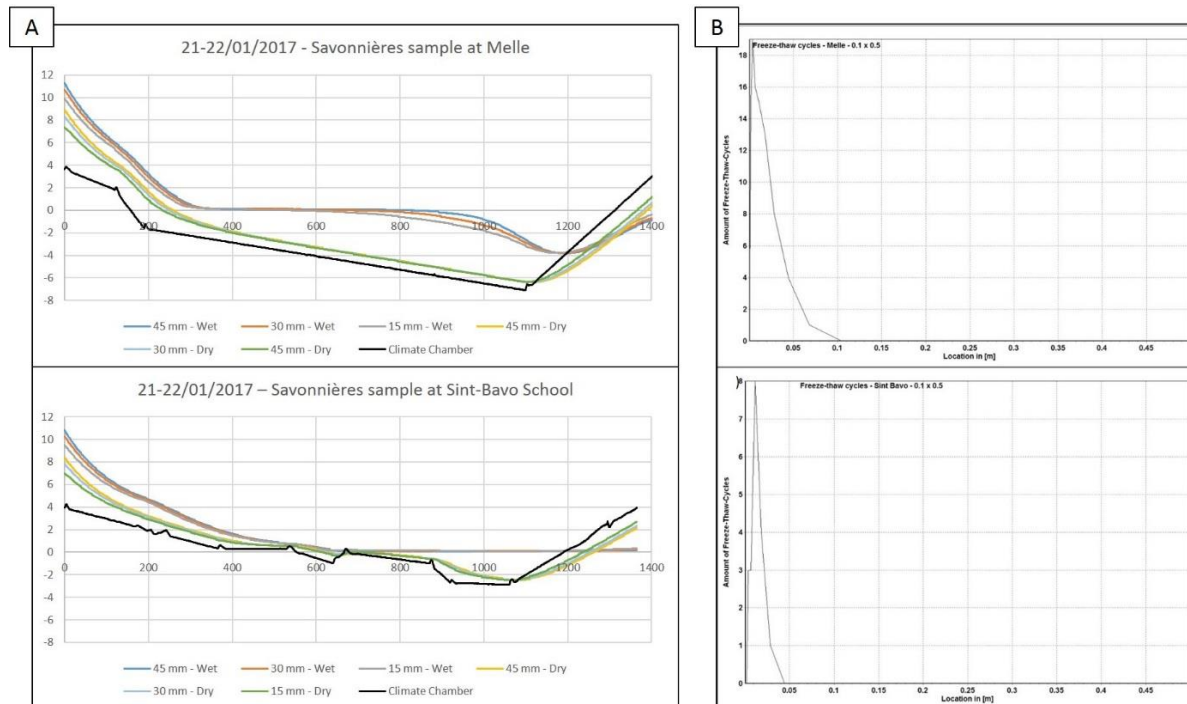 A
21-22/01/2017 - Savonnières sample at Melle
12
10
8
6
4
2
0
-2
-4
-6
-8
0 200 400 600 800 1000 1200 1400
45 mm - Wet 30 mm - Wet 15 mm - Wet 45 mm - Dry
30 mm - Dry 45 mm - Dry Climate Chamber
21-22/01/2017 – Savonnières sample at Sint-Bavo School
12
10
8
6
4
2
0
-2
-4
-6
-8
0 200 400 600 800 1000 1200 1400
45 mm - Wet 30 mm - Wet 15 mm - Wet 45 mm - Dry
30 mm - Dry 15 mm - Dry Climate Chamber
B
Freeze-thaw cycles - Melle - 0.1 x 0.5
Amount of Freeze-Thaw-Cycles
18
16
14
12
10
8
6
4
2
0
0.05 0.1 0.15 0.2 0.25 0.3 0.35 0.4 0.45
Location in [m]
Freeze-thaw cycles - Sint Bavo - 0.1 x 0.5
Amount of Freeze-Thaw-Cycles
)
8
7
6
5
4
3
2
1
0
0.05 0.1 0.15 0.2 0.25 0.3 0.35 0.4 0.45
Location in [m]